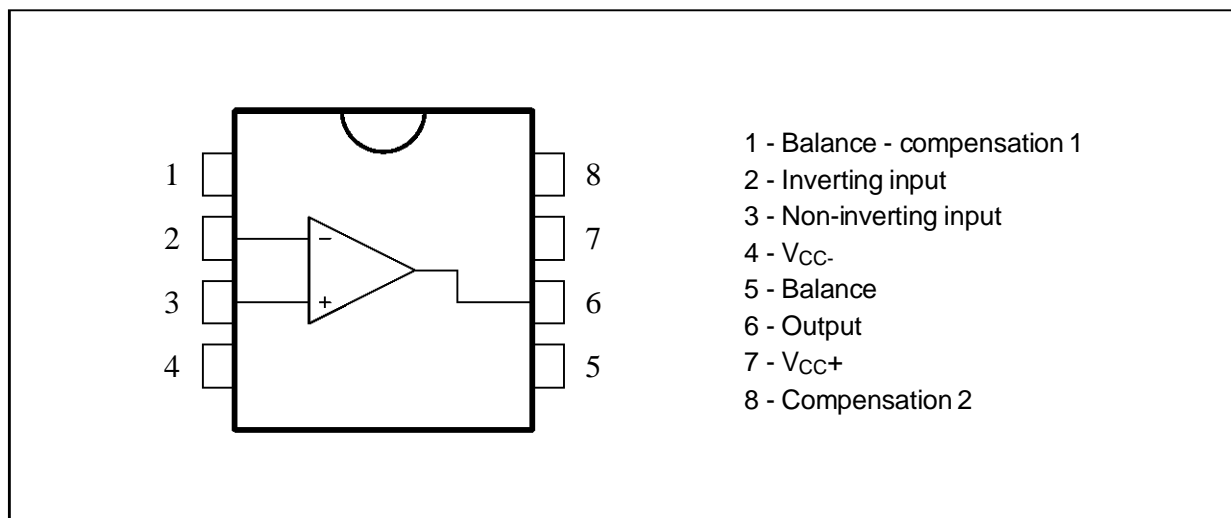 1 8
2 - 7
3 + 6
4 5
1 - Balance - compensation 1
2 - Inverting input
3 - Non-inverting input
4 - VCC-
5 - Balance
6 - Output
7 - VCC+
8 - Compensation 2